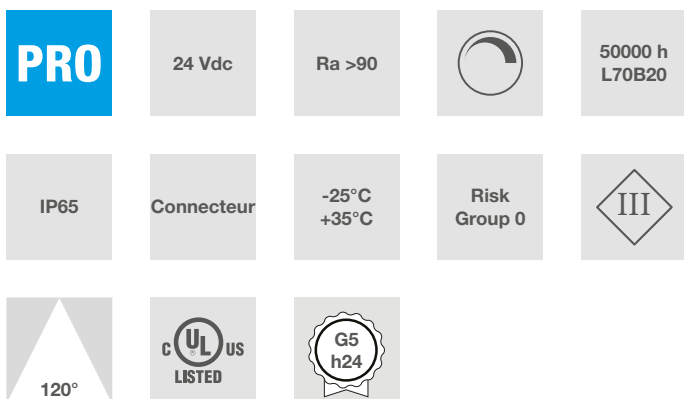 PRO
24 Vdc
Ra >90
50000 h
L70B20
IP65
Connecteur
-25°C
+35°C
Risk
Group 0
III
120°
c UL® US
LISTED
G5
h24